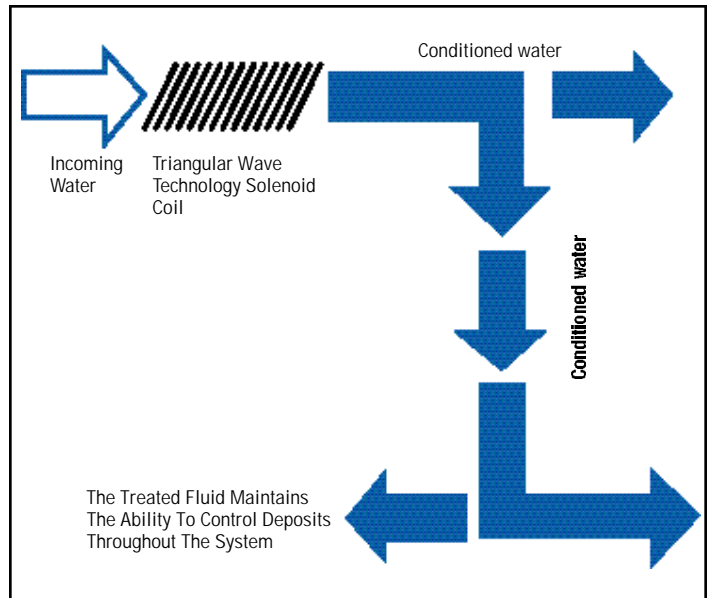 Conditioned water
Incoming
Water
Triangular Wave
Technology Solenoid
Coil
Conditioned water
The Treated Fluid Maintains
The Ability To Control Deposits
Throughout The System